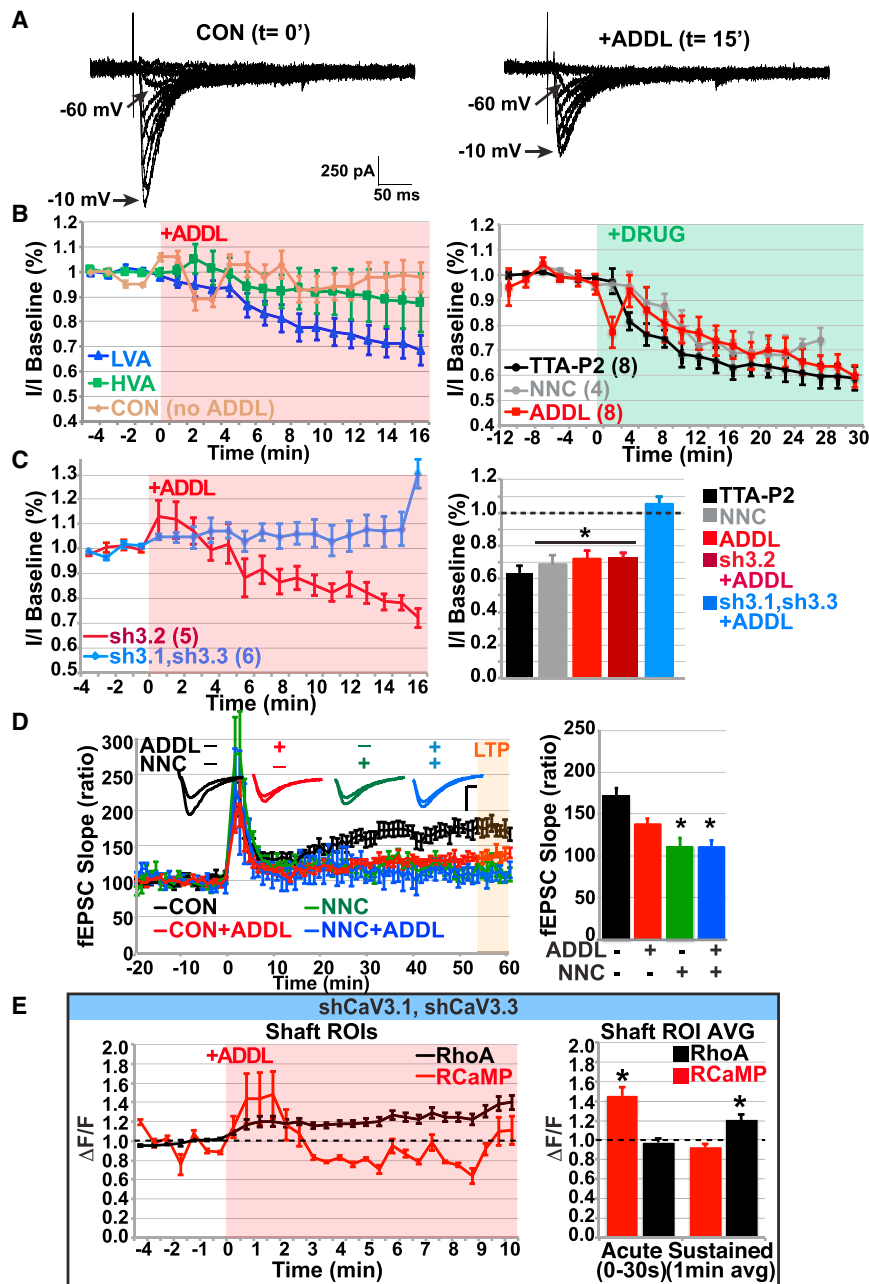 A
CON (t= 0')
+ADDL (t= 15')
-60 mV
-10 mV
250 pA
50 ms
-60 mV
-10 mV
B
I/I Baseline (%)
1.2
1.1
1.0
0.9
0.8
0.7
0.6
0.5
0.4
+ADDL
LVA
HVA
CON (no ADDL)
-4 -2 0 2 4 6 8 10 12 14 16
Time (min)
I/I Baseline (%)
1.2
1.1
1.0
0.9
0.8
0.7
0.6
0.5
0.4
+DRUG
TTA-P2 (8)
NNC (4)
ADDL (8)
-12 -8 -4 0 4 8 12 16 20 24 28 30
Time (min)
C
I/I Baseline (%)
1.3
1.2
1.1
1.0
0.9
0.8
0.7
0.6
0.5
+ADDL
sh3.2 (5)
sh3.1,sh3.3 (6)
-4 -2 0 2 4 6 8 10 12 14 16
Time (min)
I/I Baseline (%)
1.2
1.0
0.8
0.6
0.4
0.2
0.0
*
TTA-P2
NNC
ADDL
sh3.2
+ADDL
sh3.1,sh3.3
+ADDL
D
fEPSC Slope (ratio)
300
250
200
150
100
50
0
ADDL − + − +
NNC − − + +
LTP
CON
NNC
CON+ADDL
NNC+ADDL
-20 -10 0 10 20 30 40 50 60
Time (min)
fEPSC Slope (ratio)
250
200
150
100
50
0
* *
ADDL - + - +
NNC - - + +
E
shCaV3.1, shCaV3.3
Shaft ROIs
+ADDL
RhoA
RCaMP
ΔF/F
2.0
1.8
1.6
1.4
1.2
1.0
0.8
0.6
0.4
0.2
0.0
-4 -3 -2 -1 0 1 2 3 4 5 6 7 8 9 10
Time (min)
Shaft ROI AVG
RhoA
RCaMP
ΔF/F
2.0
1.8
1.6
1.4
1.2
1.0
0.8
0.6
0.4
0.2
0.0
* *
Acute Sustained
(0-30s)(1min avg)